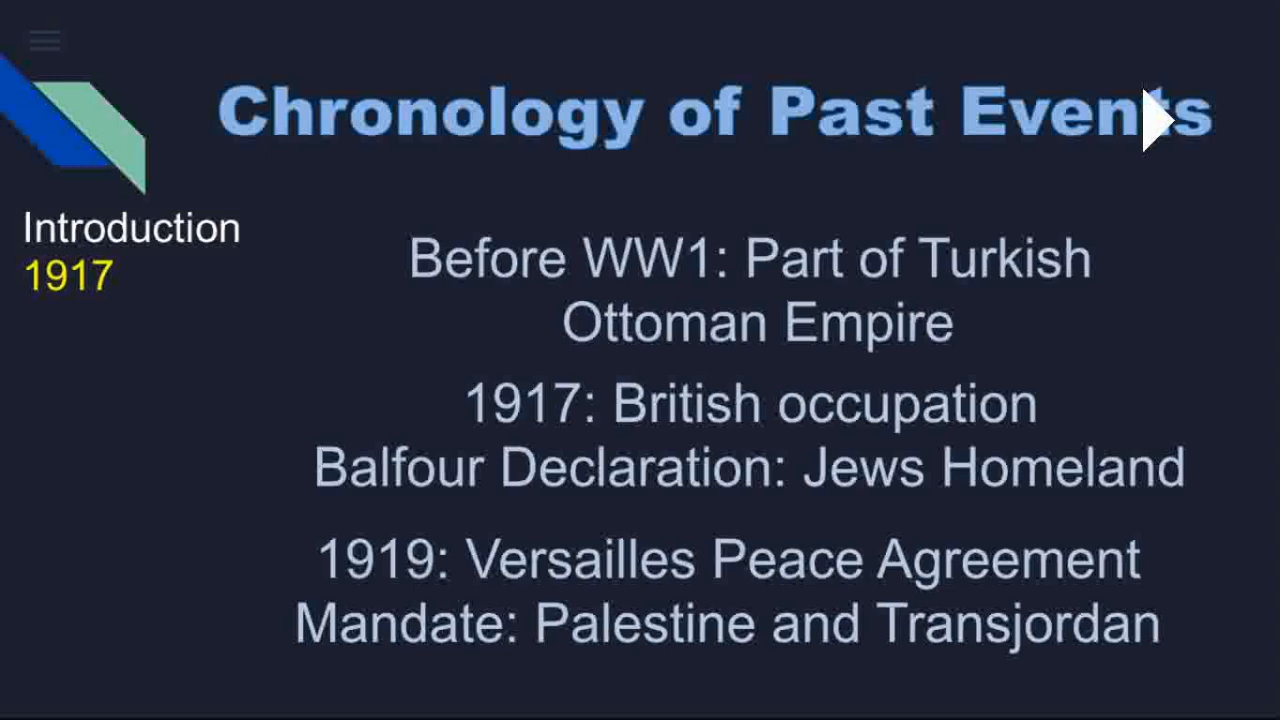 Chronology of Past Events
Introduction
1917
Before WW1: Part of Turkish
Ottoman Empire
1917: British occupation
Balfour Declaration: Jews Homeland
1919: Versailles Peace Agreement
Mandate: Palestine and Transjordan